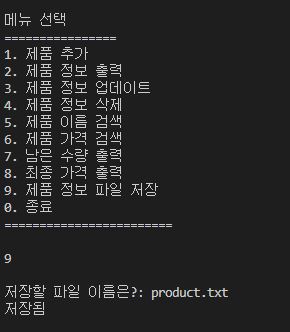 메뉴 선택
================
1. 제품 추가
2. 제품 정보 출력
3. 제품 정보 업데이트
4. 제품 정보 삭제
5. 제품 이름 검색
6. 제품 가격 검색
7. 남은 수량 출력
8. 최종 가격 출력
9. 제품 정보 파일 저장
0. 종료
========================
9
저장할 파일 이름은?: product.txt
저장됨